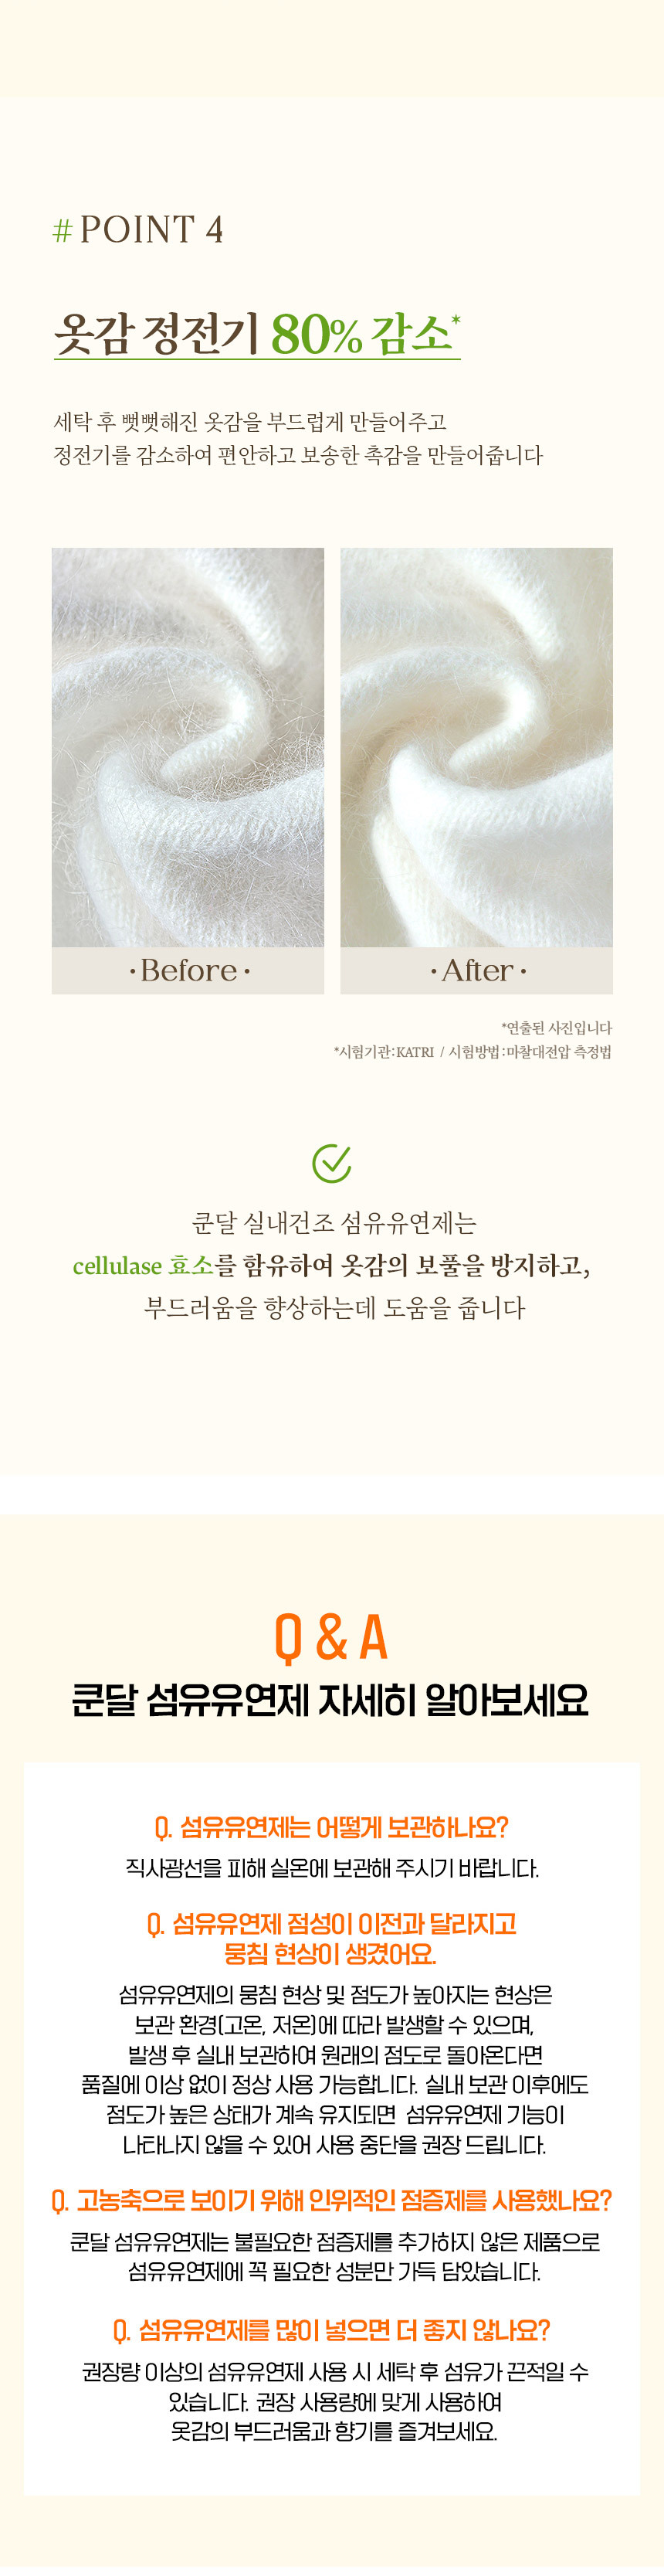 # POINT 4
옷감 정전기 80% 감소*
세탁 후 뻣뻣해진 옷감을 부드럽게 만들어주고
정전기를 감소하여 편안하고 보송한 촉감을 만들어줍니다
· Before ·
· After ·
*연출된 사진입니다
*시험기관:KATRI / 시험방법:마찰대전압 측정법
쿤달 실내건조 섬유유연제는
cellulase 효소를 함유하여 옷감의 보풀을 방지하고,
부드러움을 향상하는데 도움을 줍니다
Q & A
쿤달 섬유유연제 자세히 알아보세요
Q. 섬유유연제는 어떻게 보관하나요?
직사광선을 피해 실온에 보관해 주시기 바랍니다.
Q. 섬유유연제 점성이 이전과 달라지고
뭉침 현상이 생겼어요.
섬유유연제의 뭉침 현상 및 점도가 높아지는 현상은
보관 환경(고온, 저온)에 따라 발생할 수 있으며,
발생 후 실내 보관하여 원래의 점도로 돌아온다면
품질에 이상 없이 정상 사용 가능합니다. 실내 보관 이후에도
점도가 높은 상태가 계속 유지되면 섬유유연제 기능이
나타나지 않을 수 있어 사용 중단을 권장 드립니다.
Q. 고농축으로 보이기 위해 인위적인 점증제를 사용했나요?
쿤달 섬유유연제는 불필요한 점증제를 추가하지 않은 제품으로
섬유유연제에 꼭 필요한 성분만 가득 담았습니다.
Q. 섬유유연제를 많이 넣으면 더 좋지 않나요?
권장량 이상의 섬유유연제 사용 시 세탁 후 섬유가 끈적일 수
있습니다. 권장 사용량에 맞게 사용하여
옷감의 부드러움과 향기를 즐겨보세요.